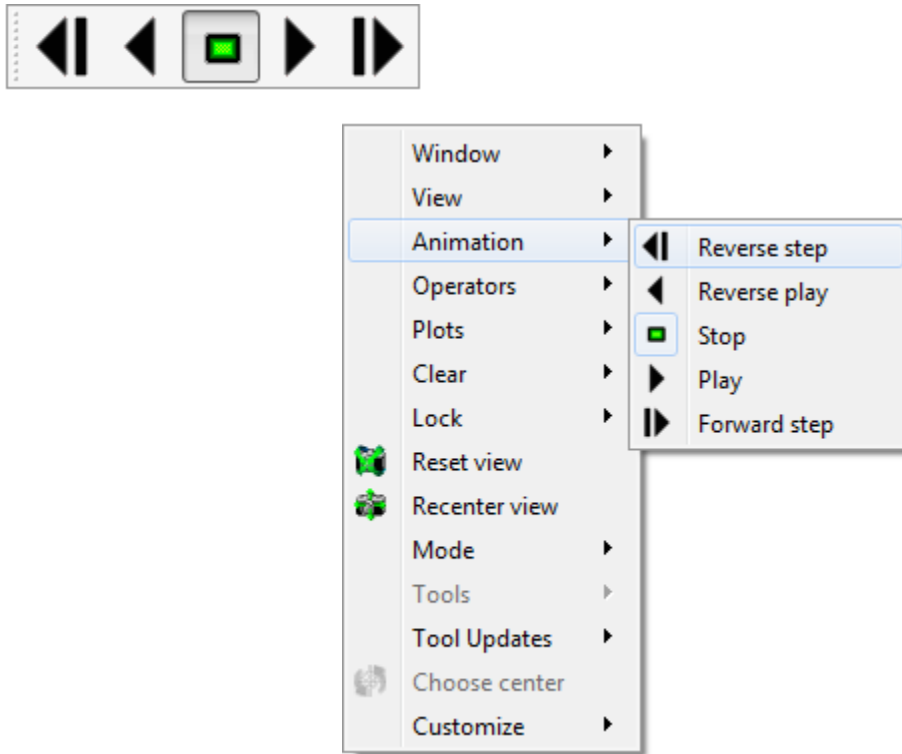 Window
View
Animation
Operators
Plots
Clear
Lock
Reset view
Recenter view
Mode
Tools
Tool Updates
Choose center
Customize
Reverse step
Reverse play
Stop
Play
Forward step